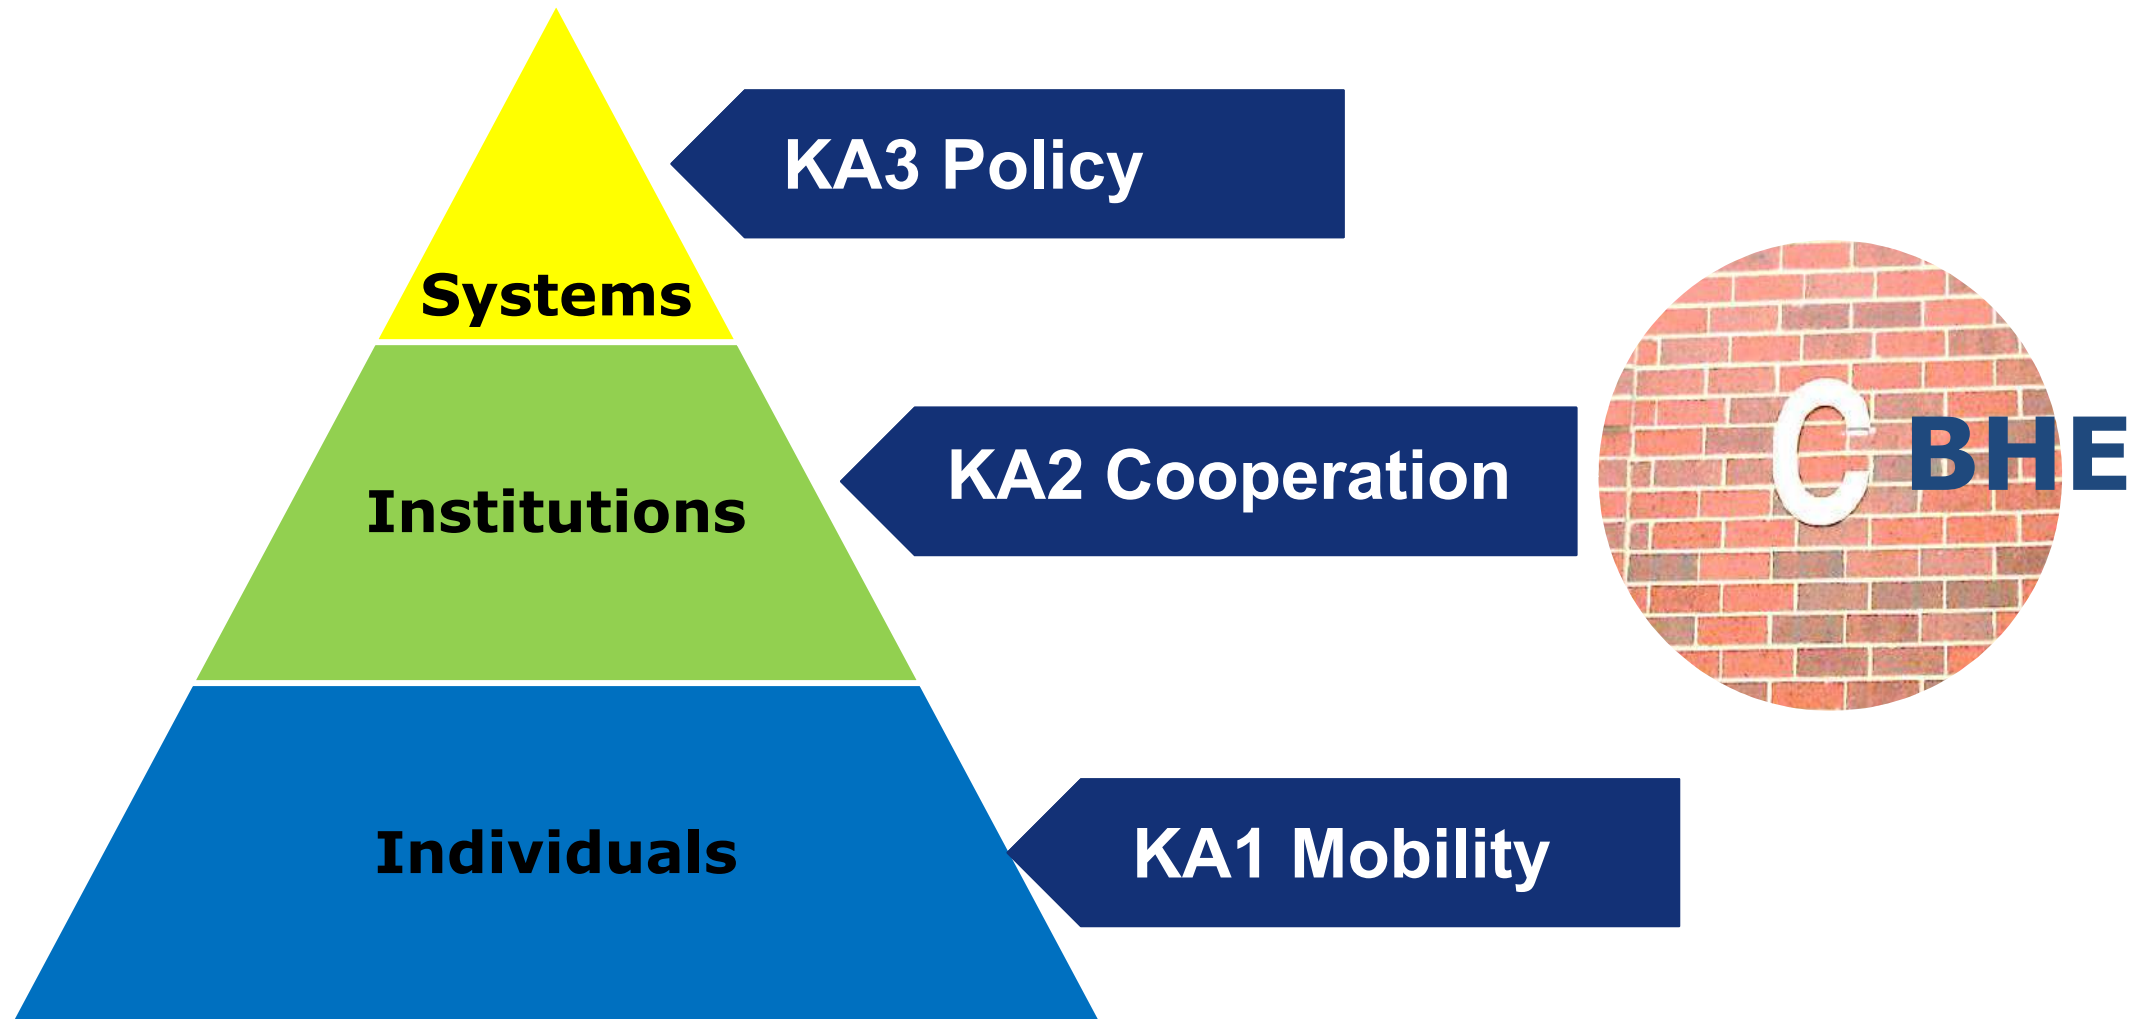 KA3 Policy
Systems
KA2 Cooperation
C BHE
Institutions
KA1 Mobility
Individuals